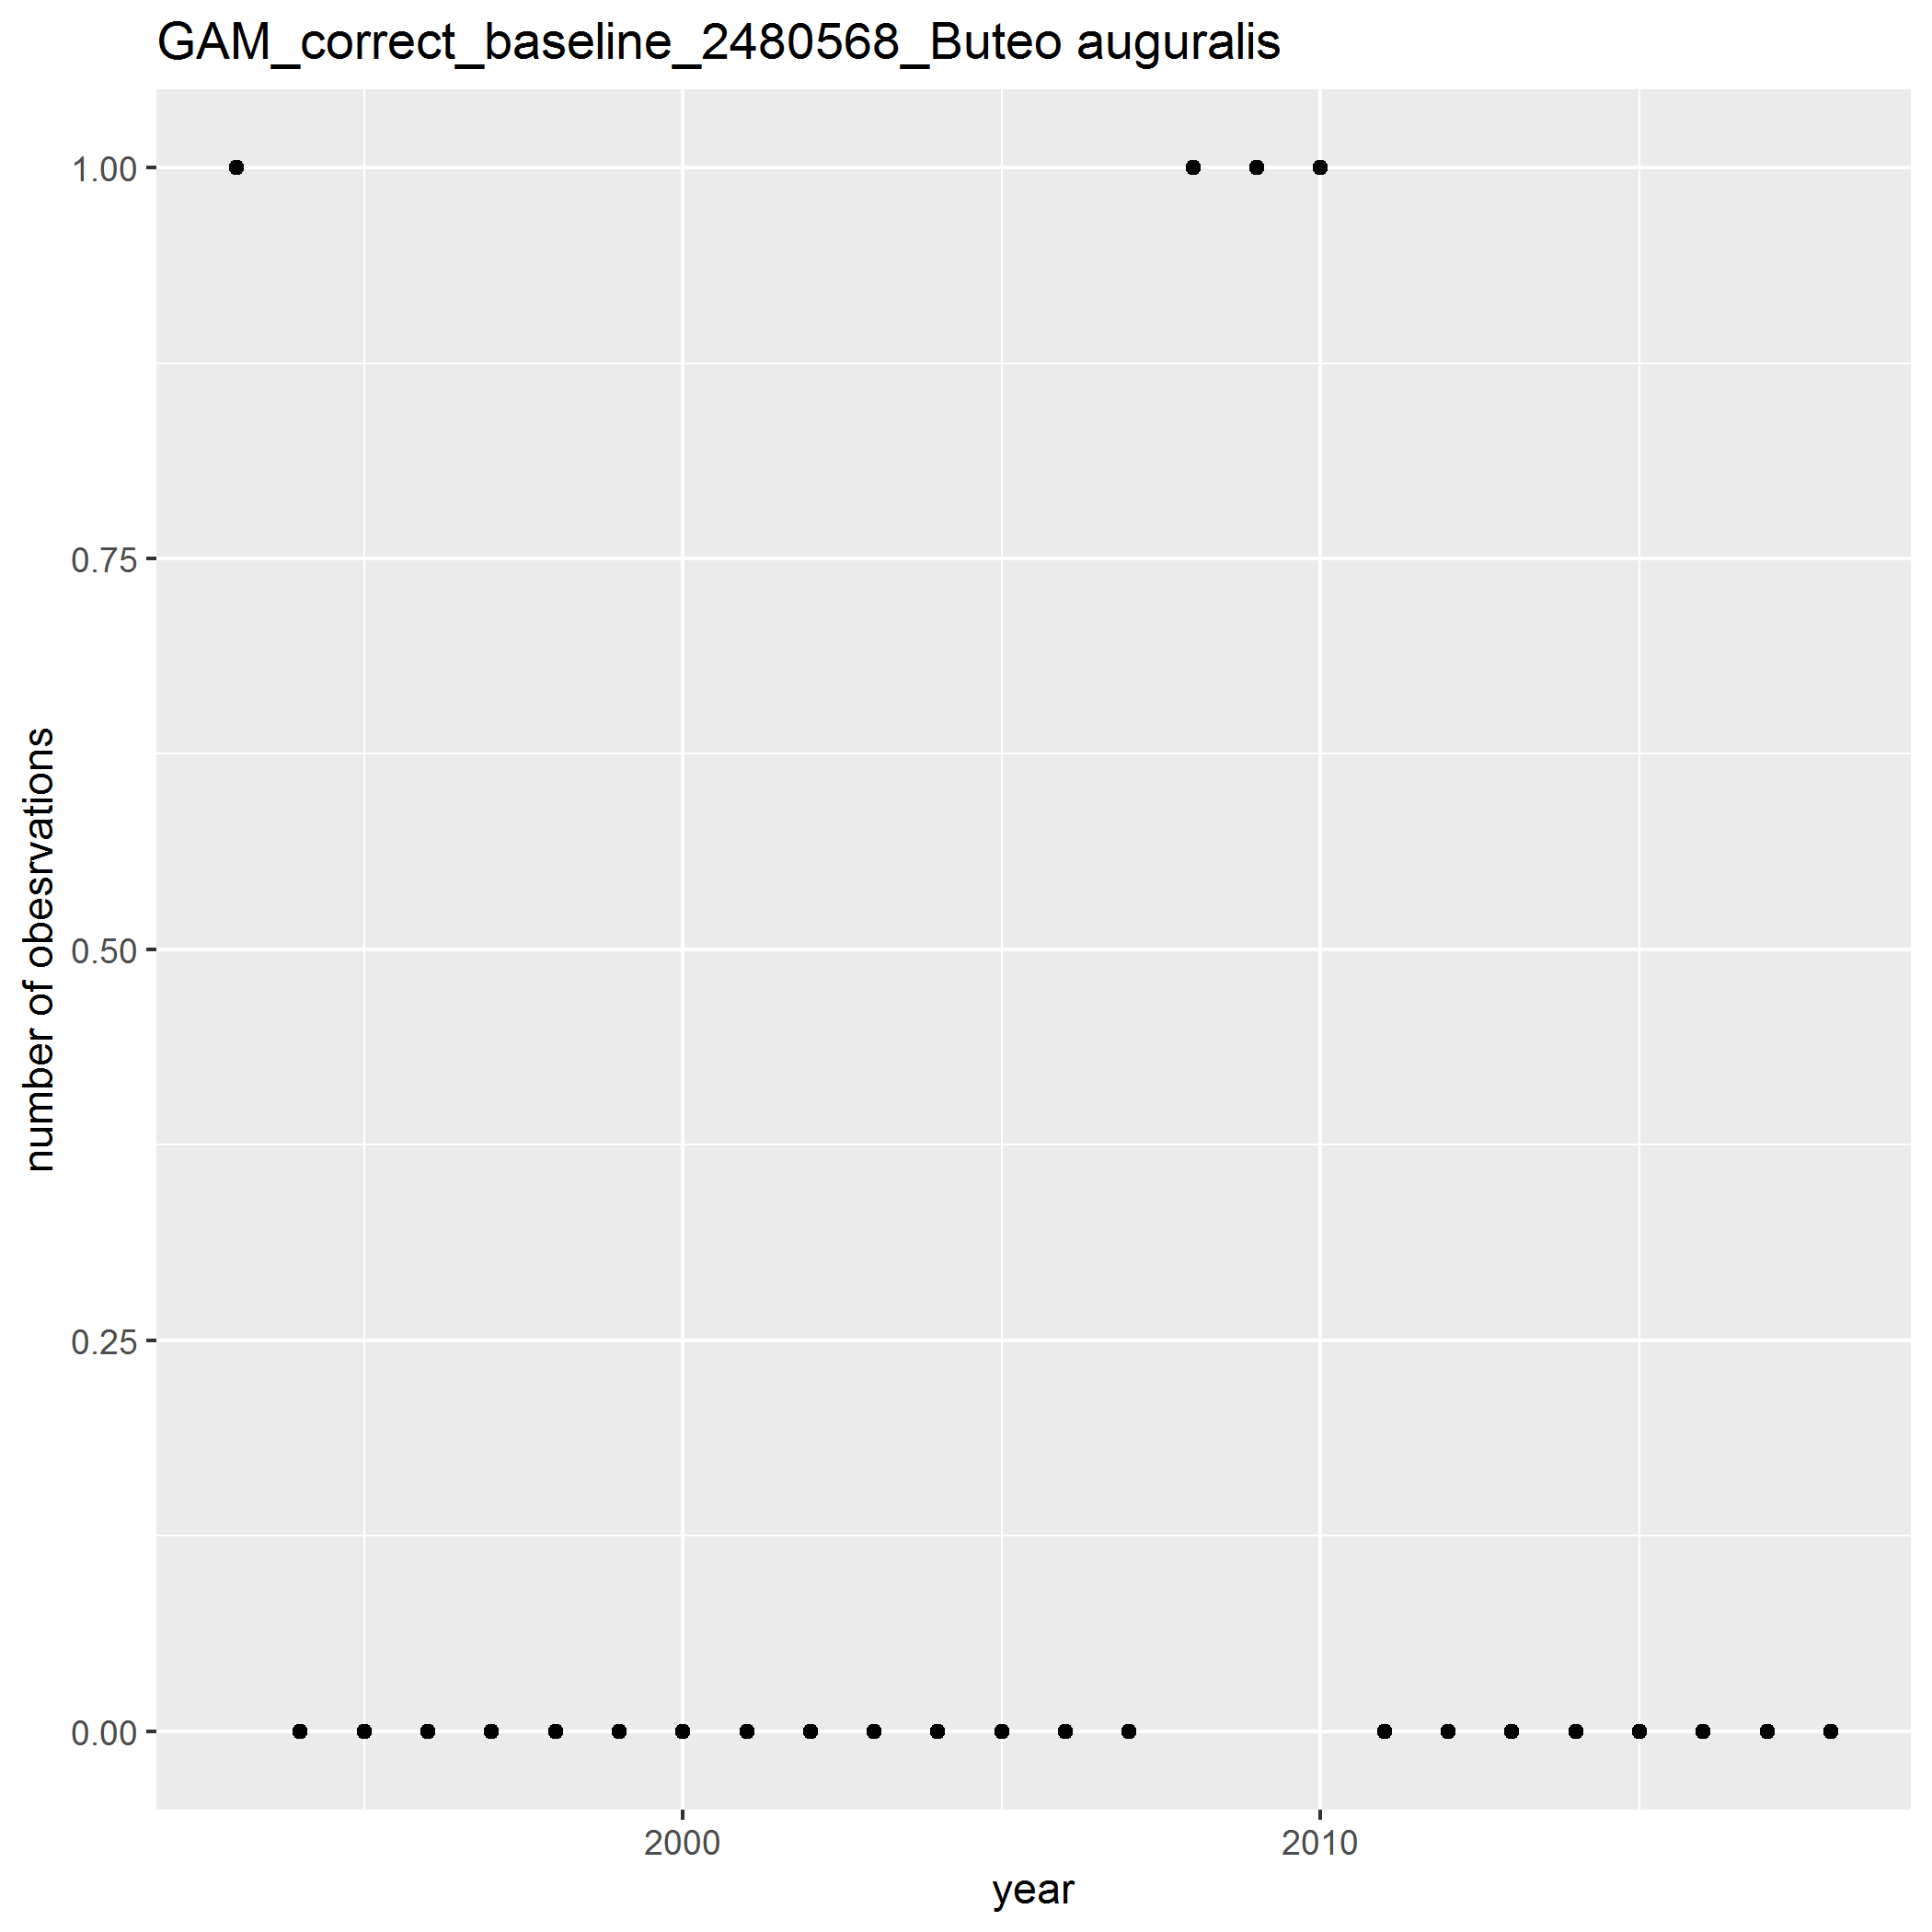 GAM_correct_baseline_2480568_Buteo auguralis
1.00
0.75
0.50
0.25
0.00
number of obesrvations
2000 2010
year